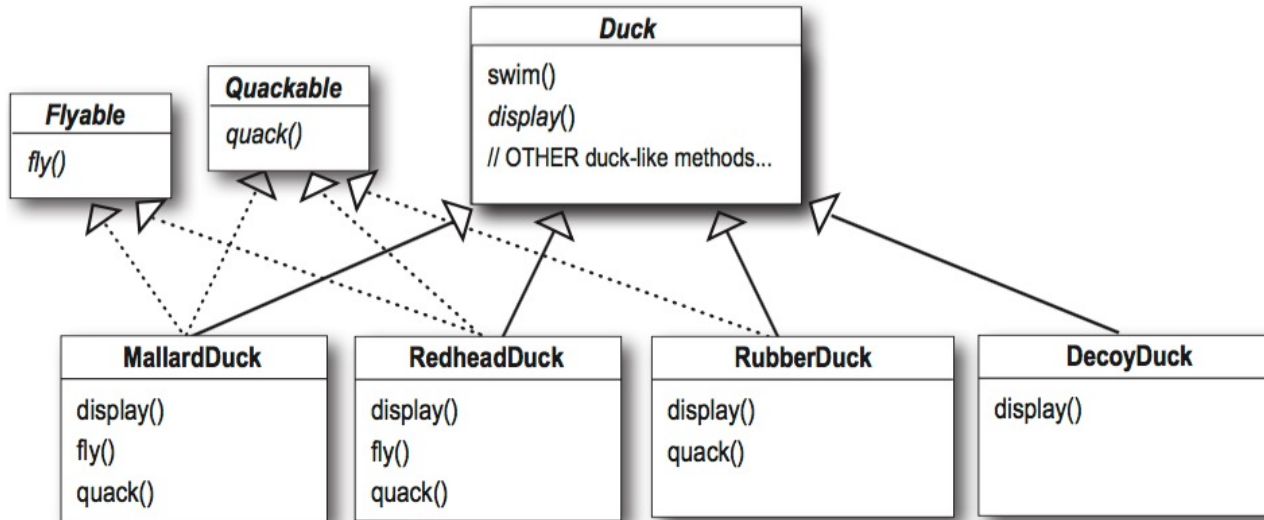 Duck
swim()
display()
// OTHER duck-like methods...
Quackable
quack()
Flyable
fly()
MallardDuck
display()
fly()
quack()
RedheadDuck
display()
fly()
quack()
RubberDuck
display()
quack()
DecoyDuck
display()